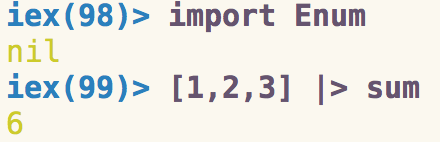 iex(98)> import Enum
nil
iex(99)> [1,2,3] |> sum
6